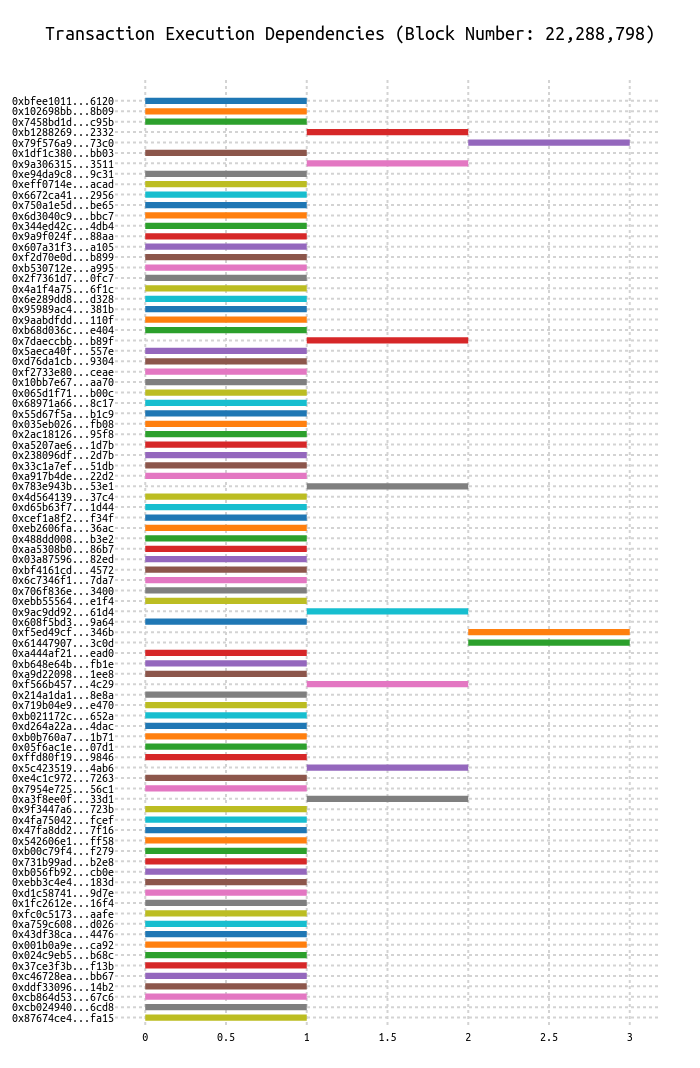 Transaction Execution Dependencies (Block Number: 22,288,798)
0xbfee1011...6120
0x102698bb...8b09
0x7458bd1d...c95b
0xb1288269...2332
0x79f576a9...73c0
0x1df1c380...bb03
0x9a306315...3511
0xe94da9c8...9c31
0xeff0714e...acad
0x6672ca41...2956
0x750a1e5d...be65
0x6d3040c9...bbc7
0x344ed42c...4db4
0x9a9f024f...88aa
0x607a31f3...a105
0xf2d70e0d...b899
0xb530712e...a995
0x2f7361d7...0fc7
0x4a1f4a75...6f1c
0x6e289dd8...d328
0x95989ac4...381b
0x9aabdfdd...110f
0xb68d036c...e404
0x7daeccbb...b89f
0x5aeca40f...557e
0xd76da1cb...9304
0xf2733e80...ceae
0x10bb7e67...aa70
0x065d1f71...b00c
0x68971a66...8c17
0x55d67f5a...b1c9
0x035eb026...fb08
0x2ac18126...95f8
0xa5207ae6...1d7b
0x238096df...2d7b
0x33c1a7ef...51db
0xa917b4de...22d2
0x783e943b...53e1
0x4d564139...37c4
0xd65b63f7...1d44
0xcef1a8f2...f34f
0xeb2606fa...36ac
0x488dd008...b3e2
0xaa5308b0...86b7
0x03a87596...82ed
0xbf4161cd...4572
0x6c7346f1...7da7
0x706f836e...3400
0xebb55564...e1f4
0x9ac9dd92...61d4
0x608f5bd3...9a64
0xf5ed49cf...346b
0x61447907...3c0d
0xa444af21...ead0
0xb648e64b...fb1e
0xa9d22098...1ee8
0xf566b457...4c29
0x214a1da1...8e8a
0x719b04e9...e470
0xb021172c...652a
0xd264a22a...4dac
0xb0b760a7...1b71
0x05f6ac1e...07d1
0xffd80f19...9846
0x5c423519...4ab6
0xe4c1c972...7263
0x7954e725...56c1
0xa3f8ee0f...33d1
0x9f3447a6...723b
0x4fa75042...fcef
0x47fa8dd2...7f16
0x542606e1...ff58
0xb00c79f4...f279
0x731b99ad...b2e8
0xb056fb92...cb0e
0xebb3c4e4...183d
0xd1c58741...9d7e
0x1fc2612e...16f4
0xfc0c5173...aafe
0xa759c608...d026
0x43df38ca...4476
0x001b0a9e...ca92
0x024c9eb5...b68c
0x37ce3f3b...f13b
0xc46728ea...bb67
0xddf33096...14b2
0xcb864d53...67c6
0xcb024940...6cd8
0x87674ce4...fa15
0 0.5 1 1.5 2 2.5 3